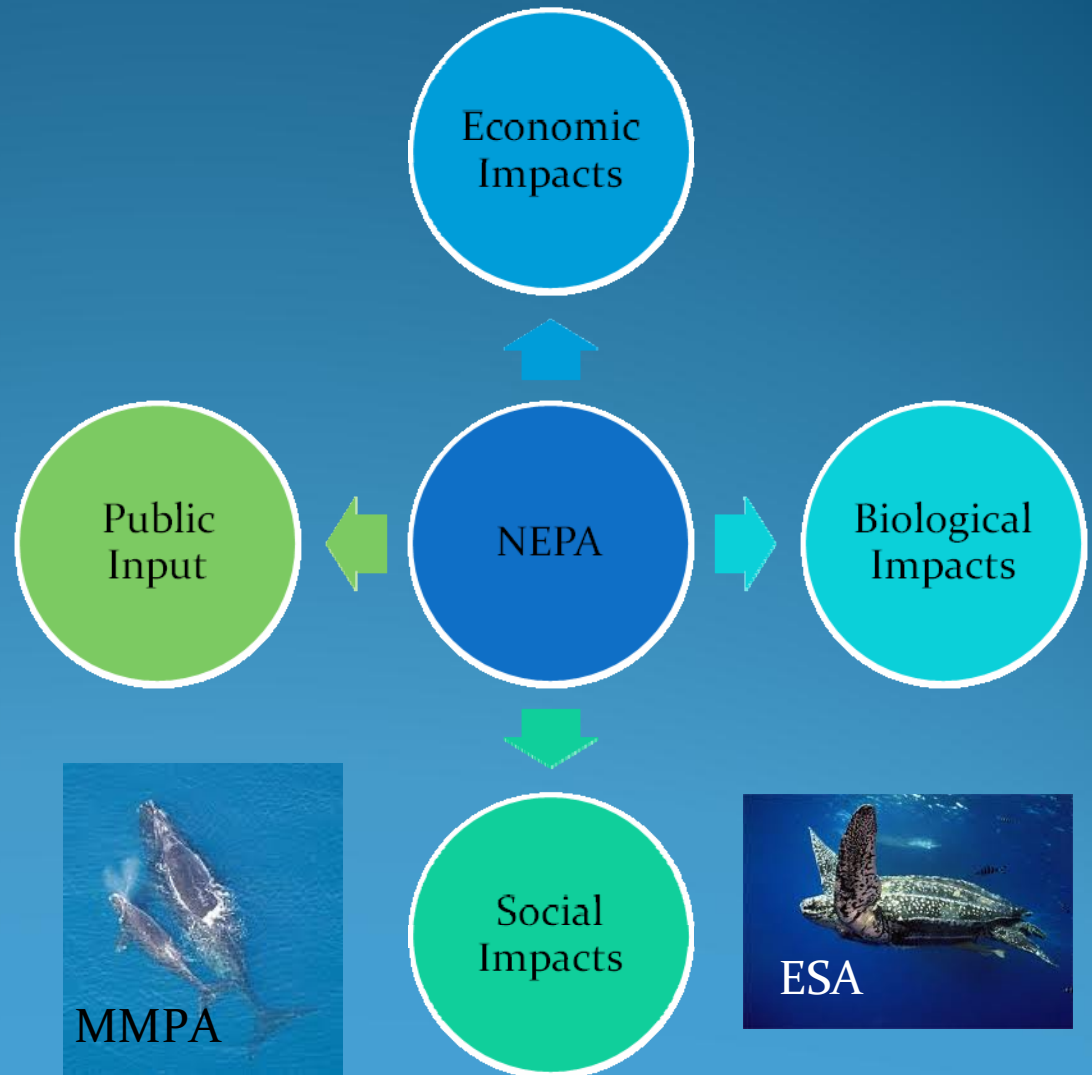 Economic
Impacts
Public
Input
NEPA
Biological
Impacts
Social
Impacts
MMPA
ESA